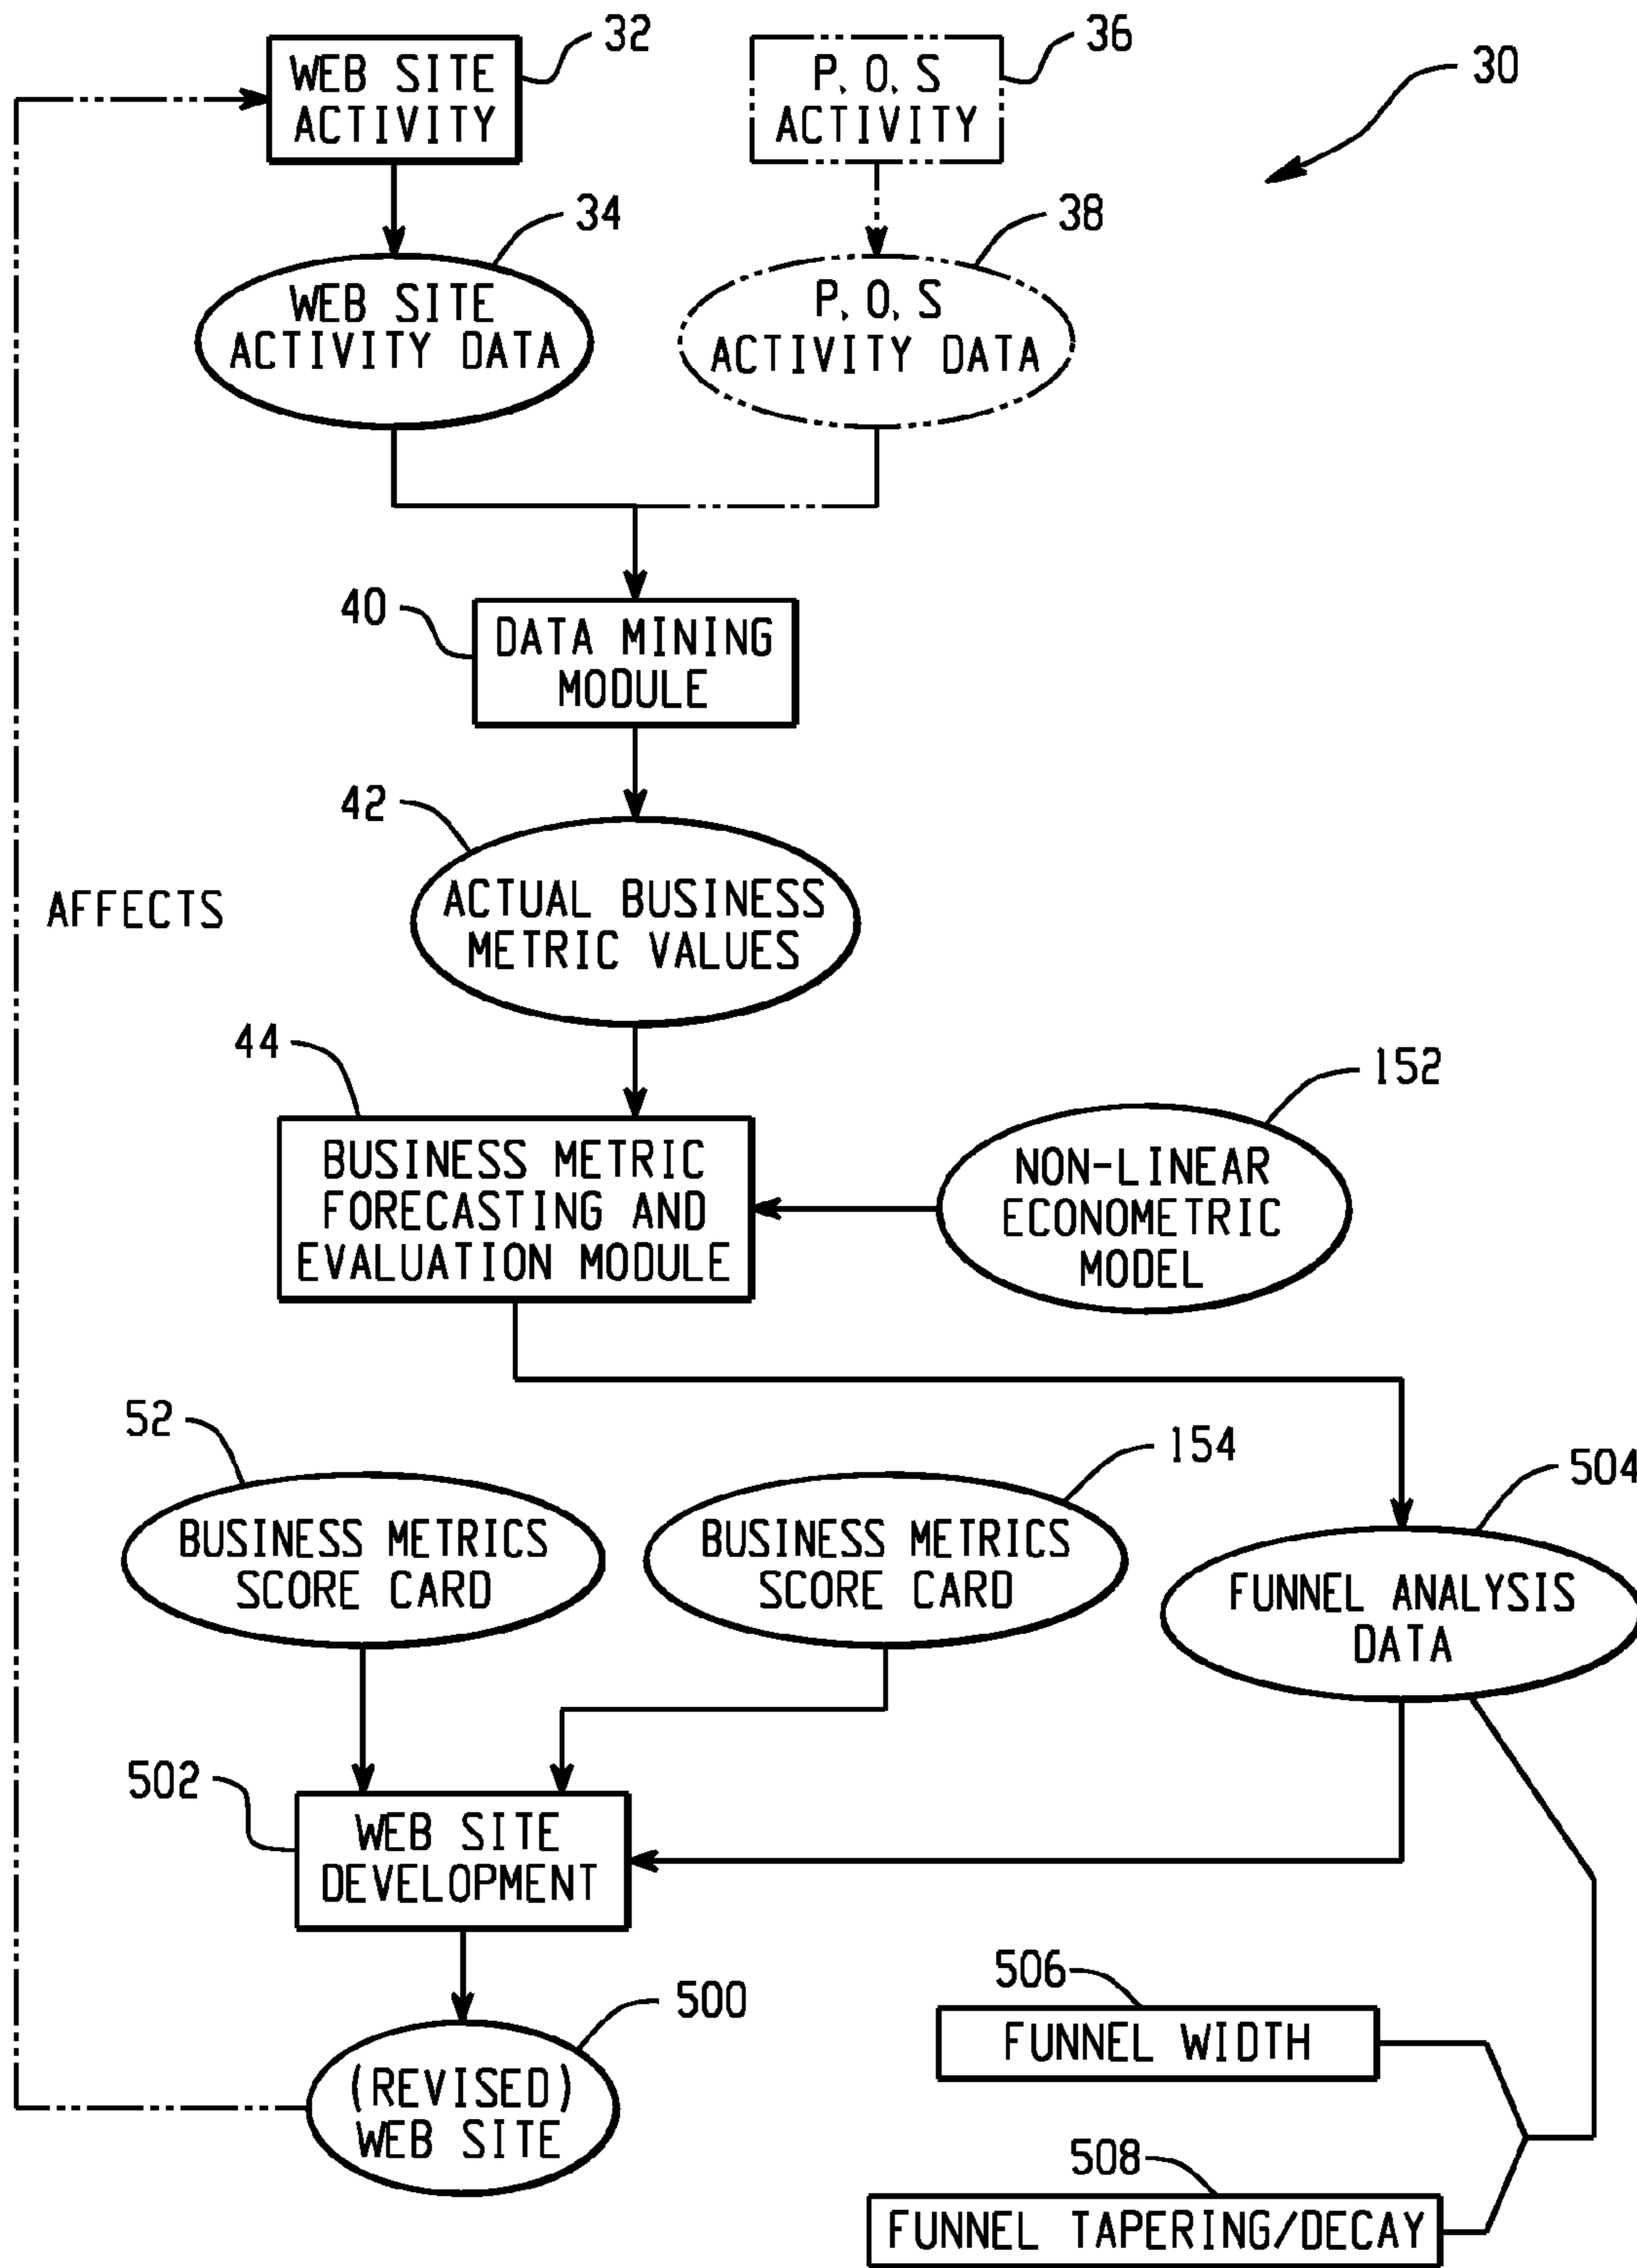 32
WEB SITE
ACTIVITY
36
P.O.S
ACTIVITY
30
34
WEB SITE
ACTIVITY DATA
38
P.O.S
ACTIVITY DATA
40
DATA MINING
MODULE
42
ACTUAL BUSINESS
METRIC VALUES
AFFECTS
44
BUSINESS METRIC
FORECASTING AND
EVALUATION MODULE
152
NON-LINEAR
ECONOMETRIC
MODEL
52
BUSINESS METRICS
SCORE CARD
154
BUSINESS METRICS
SCORE CARD
504
FUNNEL ANALYSIS
DATA
502
WEB SITE
DEVELOPMENT
500
(REVISED)
WEB SITE
506
FUNNEL WIDTH
508
FUNNEL TAPERING/DECAY